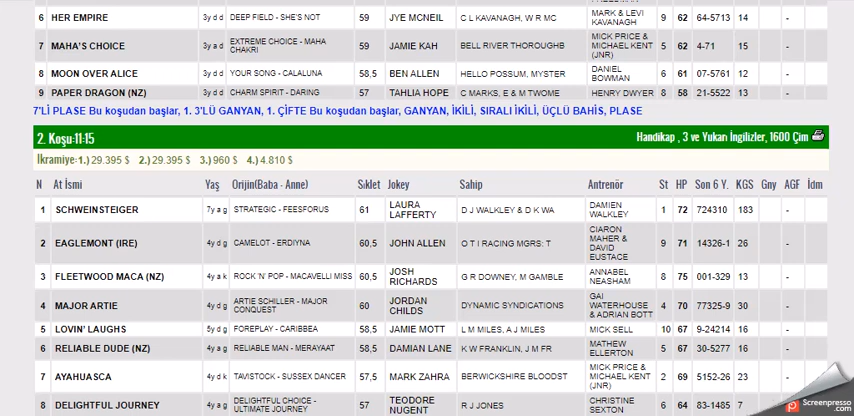 FREEDMAN
6 HER EMPIRE 3y d d DEEP FIELD - SHE'S NOT 59 JYE MCNEIL C L KAVANAGH, W R MC MARK & LEVI KAVANAGH 9 62 64-5713 14 -
7 MAHA'S CHOICE 3y a d EXTREME CHOICE - MAHA CHAKRI 59 JAMIE KAH BELL RIVER THOROUGHB MICK PRICE & MICHAEL KENT (JNR) 5 62 4-71 15 -
8 MOON OVER ALICE 3y d d YOUR SONG - CALALUNA 58,5 BEN ALLEN HELLO POSSUM, MYSTER DANIEL BOWMAN 6 61 07-5761 12 -
9 PAPER DRAGON (NZ) 3y d d CHARM SPIRIT - DARING 57 TAHLIA HOPE C MARKS, E & M TWOME HENRY DWYER 8 58 21-5522 13 -
7'Lİ PLASE Bu koşudan başlar, 1. 3'LÜ GANYAN, 1. ÇİFTE Bu koşudan başlar, GANYAN, İKİLİ, SIRALI İKİLİ, ÜÇLÜ BAHİS, PLASE
2. Koşu:11:15 Handikap , 3 ve Yukarı İngilizler, 1600 Çim
İkramiye:1.) 29.395 $ 2.) 29.395 $ 3.) 960 $ 4.) 4.810 $
N At İsmi Yaş Orijin(Baba - Anne) Sıklet Jokey Sahip Antrenör St HP Son 6 Y. KGS Gny AGF İdm
1 SCHWEINSTEIGER 7y a g STRATEGIC - FEESFORUS 61 LAURA LAFFERTY D J WALKLEY & D K WA DAMIEN WALKLEY 1 72 724310 183 -
2 EAGLEMONT (IRE) 4y d g CAMELOT - ERDIYNA 60,5 JOHN ALLEN O T I RACING MGRS: T CIARON MAHER & DAVID EUSTACE 9 71 14326-1 26 -
3 FLEETWOOD MACA (NZ) 4y a k ROCK 'N' POP - MACAVELLI MISS 60,5 JOSH RICHARDS G R DOWNEY, M GAMBLE ANNABEL NEASHAM 8 75 001-329 13 -
4 MAJOR ARTIE 4y d g ARTIE SCHILLER - MAJOR CONQUEST 60 JORDAN CHILDS DYNAMIC SYNDICATIONS GAI WATERHOUSE & ADRIAN BOTT 4 70 77325-9 30 -
5 LOVIN' LAUGHS 5y d g FOREPLAY - CARIBBEA 58,5 JAMIE MOTT L M MILES, A J MILES MICK SELL 10 67 9-24214 16 -
6 RELIABLE DUDE (NZ) 4y a g RELIABLE MAN - MERAYAAT 58,5 DAMIAN LANE K W FRANKLIN, J M FR MATHEW ELLERTON 5 67 30-5277 16 -
7 AYAHUASCA 4y d k TAVISTOCK - SUSSEX DANCER 57,5 MARK ZAHRA BERWICKSHIRE BLOODST MICK PRICE & MICHAEL KENT (JNR) 2 69 5152-26 23 -
8 DELIGHTFUL JOURNEY 4y a g DELIGHTFUL CHOICE - ULTIMATE JOURNEY 57 TEODORE NUGENT R J JONES CHRISTINE SEXTON 6 64 83-1485 7
Screenpresso
.com